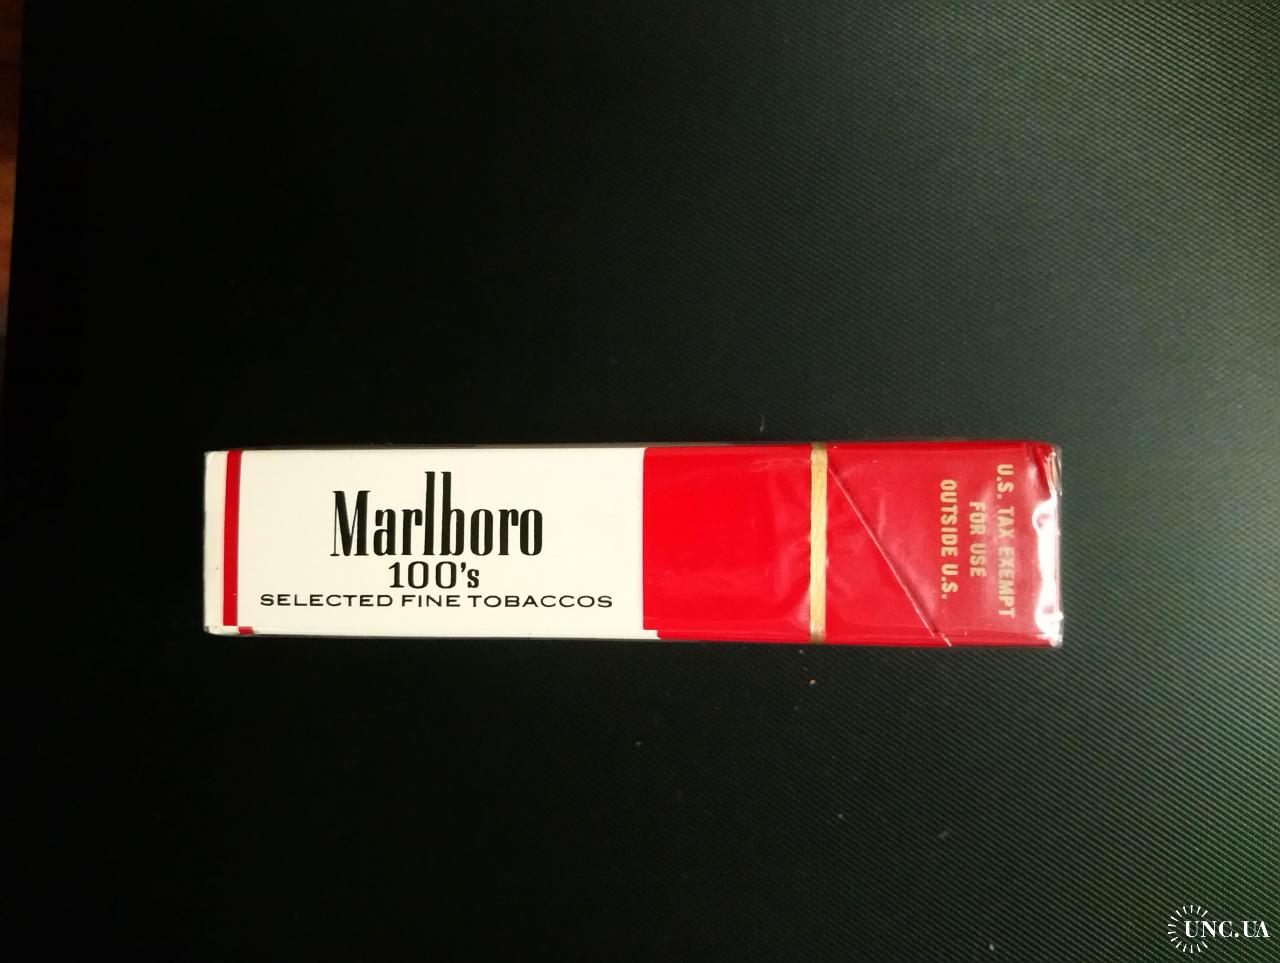 Marlboro
100's
SELECTED FINE TOBACCOS
U.S. TAX EXEMPT
FOR USE
OUTSIDE U.S.
UNC.UA